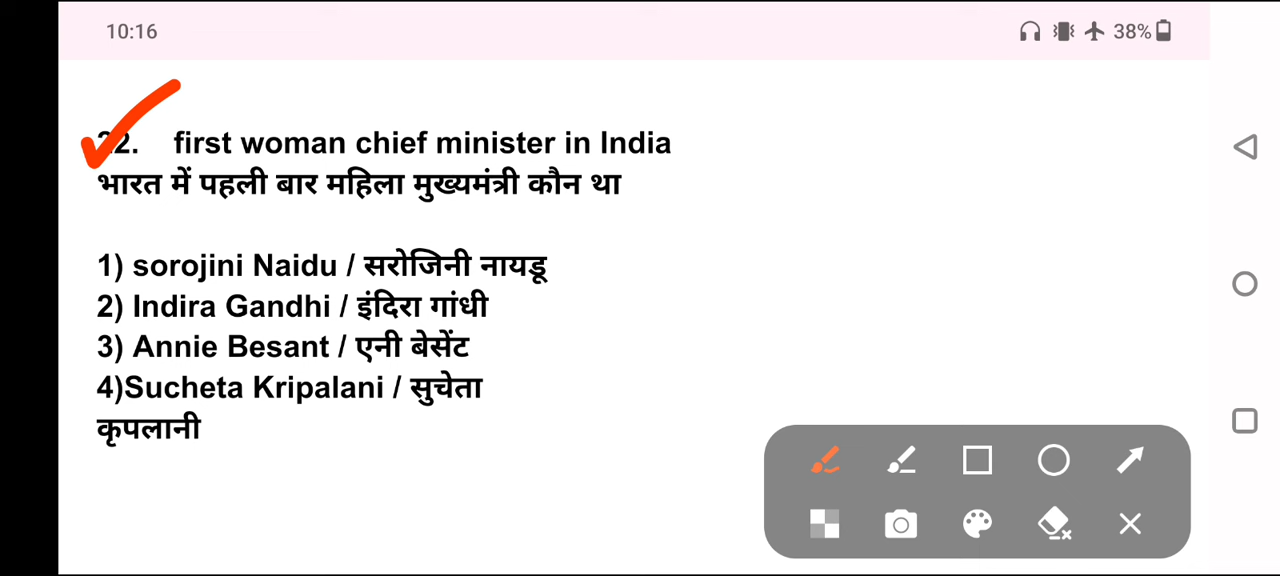 10:16
38%
22. first woman chief minister in India
भारत में पहली बार महिला मुख्यमंत्री कौन था
1) sorojini Naidu / सरोजिनी नायडू
2) Indira Gandhi / इंदिरा गांधी
3) Annie Besant / एनी बेसेंट
4)Sucheta Kripalani / सुचेता
कृपलानी